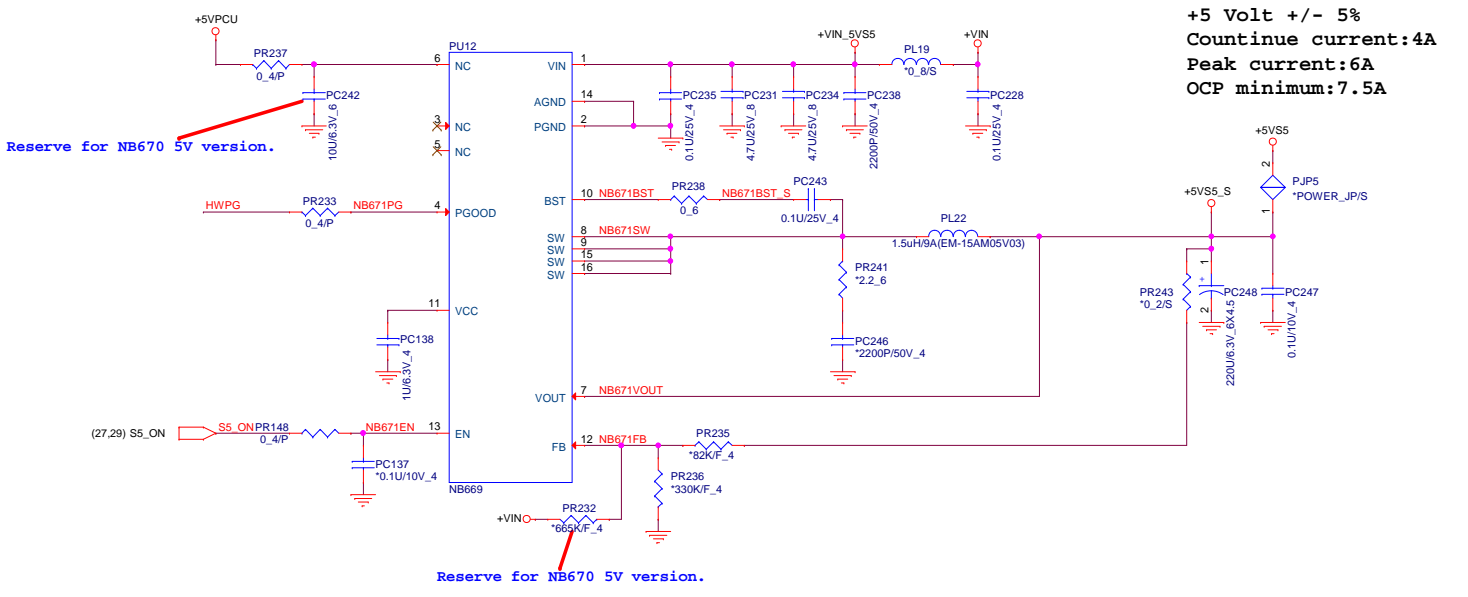 +5 Volt +/- 5%
Countinue current:4A
Peak current:6A
OCP minimum:7.5A
+5VPCU
PR237
0_4/P
PC242
10U/6.3V_6
Reserve for NB670 5V version.
PU12
6
NC
3
NC
5
NC
HWPG
PR233
0_4/P
NB671PG
4
PGOOD
11
VCC
PC138
1U/6.3V_4
(27,29) S5_ON
S5_ON
PR148
0_4/P
NB671EN
13
EN
PC137
*0.1U/10V_4
NB669
VIN
1
AGND
14
PGND
2
+VIN_5VS5
PL19
*0_8/S
+VIN
PC235
0.1U/25V_4
PC231
4.7U/25V_8
PC234
4.7U/25V_8
PC238
2200P/50V_4
PC228
0.1U/25V_4
BST
10
NB671BST
PR238
0_6
NB671BST_S
PC243
0.1U/25V_4
SW
8
NB671SW
SW
9
SW
15
SW
16
PL22
1.5uH/9A(EM-15AM05V03)
PR241
*2.2_6
PC246
*2200P/50V_4
+5VS5
2
PJP5
*POWER_JP/S
1
+5VS5_S
PR243
*0_2/S
1
+
PC248
2
220U/6.3V_6X4.5
PC247
0.1U/10V_4
VOUT
7
NB671VOUT
FB
12
NB671FB
PR235
*82K/F_4
PR236
*330K/F_4
+VIN
PR232
*665K/F_4
Reserve for NB670 5V version.